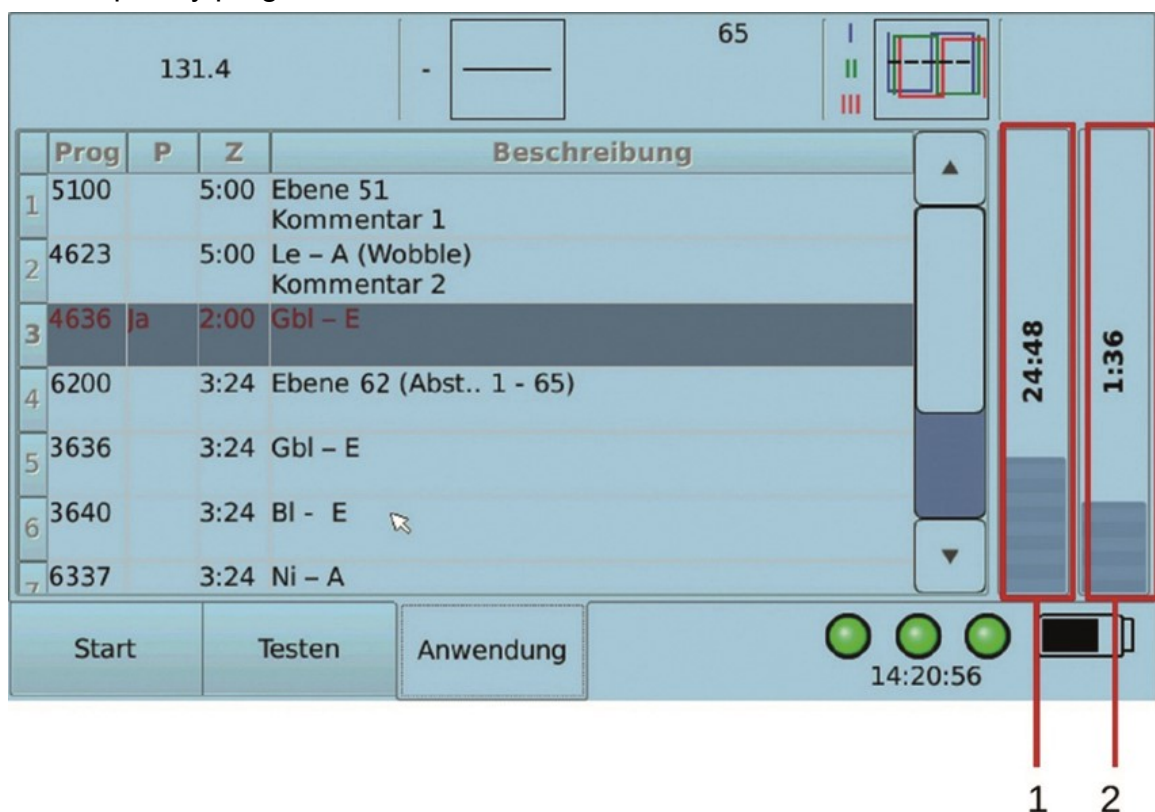 131.4
-
65
I
II
III
Prog P Z Beschreibung
1 5100 5:00 Ebene 51
Kommentar 1
2 4623 5:00 Le – A (Wobble)
Kommentar 2
3 4636 Ja 2:00 Gbl – E
4 6200 3:24 Ebene 62 (Abst.. 1 - 65)
5 3636 3:24 Gbl – E
6 3640 3:24 Bl - E
7 6337 3:24 Ni – A
24:48
1:36
Start Testen Anwendung
14:20:56
1 2